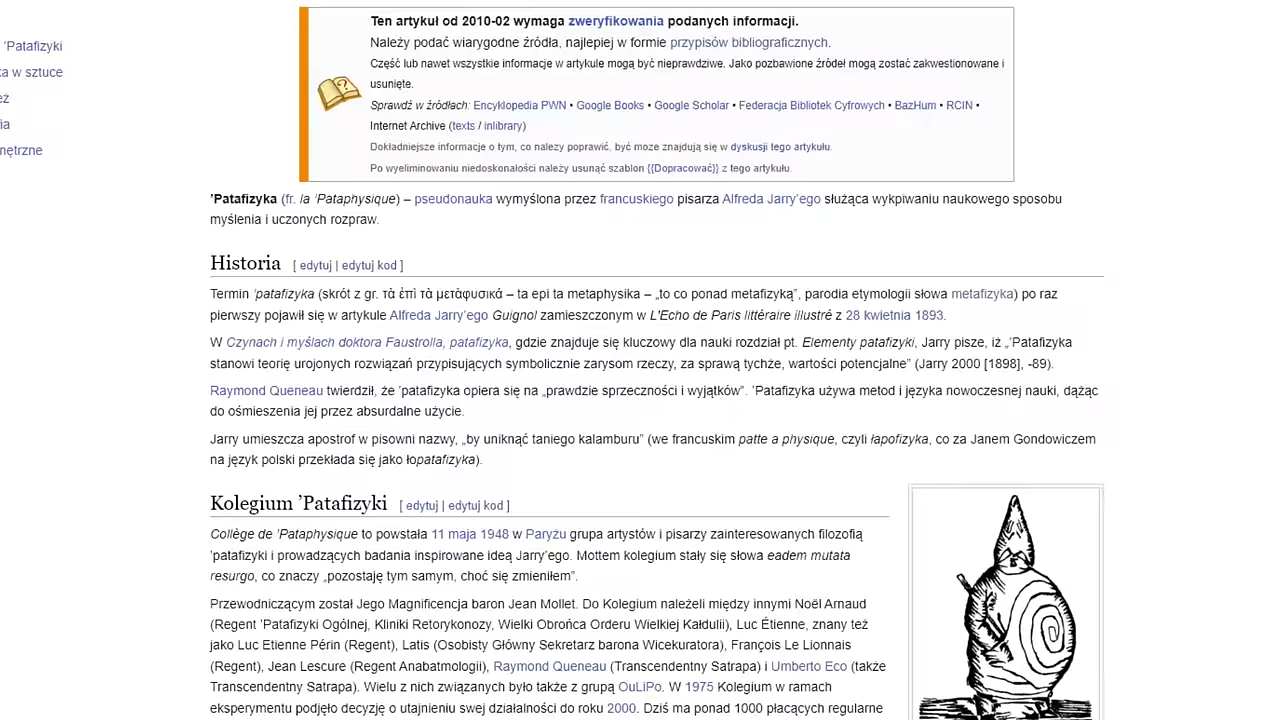 Ten artykuł od 2010-02 wymaga zweryfikowania podanych informacji.
Należy podać wiarygodne źródła, najlepiej w formie przypisów bibliograficznych.
Część lub nawet wszystkie informacje w artykule mogą być nieprawdziwe. Jako pozbawione źródeł mogą zostać zakwestionowane i
usunięte.
Sprawdź w źródłach: Encyklopedia PWN • Google Books • Google Scholar • Federacja Bibliotek Cyfrowych • BazHum • RCIN •
Internet Archive (texts / inlibrary)
Dokładniejsze informacje o tym, co należy poprawić, być może znajdują się w dyskusji tego artykułu.
Po wyeliminowaniu niedoskonałości należy usunąć szablon {{Dopracować}} z tego artykułu.
'Patafizyki
ka w sztuce
eż
ia
nętrzne
'Patafizyka (fr. la 'Pataphysique) – pseudonauka wymyślona przez francuskiego pisarza Alfreda Jarry'ego służąca wykpiwaniu naukowego sposobu
myślenia i uczonych rozpraw.
Historia [ edytuj | edytuj kod ]
Termin 'patafizyka (skrót z gr. τὰ ἐπὶ τὰ μετὰφυσικά – ta epi ta metaphysika – „to co ponad metafizyką", parodia etymologii słowa metafizyka) po raz
pierwszy pojawił się w artykule Alfreda Jarry'ego Guignol zamieszczonym w L'Echo de Paris littéraire illustré z 28 kwietnia 1893.
W Czynach i myślach doktora Faustrolla, patafizyka, gdzie znajduje się kluczowy dla nauki rozdział pt. Elementy patafizyki, Jarry pisze, iż „'Patafizyka
stanowi teorię urojonych rozwiązań przypisujących symbolicznie zarysom rzeczy, za sprawą tychże, wartości potencjalne" (Jarry 2000 [1898], -89).
Raymond Queneau twierdził, że 'patafizyka opiera się na „prawdzie sprzeczności i wyjątków". 'Patafizyka używa metod i języka nowoczesnej nauki, dążąc
do ośmieszenia jej przez absurdalne użycie.
Jarry umieszcza apostrof w pisowni nazwy, „by uniknąć taniego kalamburu" (we francuskim patte a physique, czyli łapofizyka, co za Janem Gondowiczem
na język polski przekłada się jako łopatafizyka).
Kolegium 'Patafizyki [ edytuj | edytuj kod ]
Collège de 'Pataphysique to powstała 11 maja 1948 w Paryżu grupa artystów i pisarzy zainteresowanych filozofią
'patafizyki i prowadzących badania inspirowane ideą Jarry'ego. Mottem kolegium stały się słowa eadem mutata
resurgo, co znaczy „pozostaję tym samym, choć się zmieniłem".
Przewodniczącym został Jego Magnificencja baron Jean Mollet. Do Kolegium należeli między innymi Noël Arnaud
(Regent 'Patafizyki Ogólnej, Kliniki Retorykonozy, Wielki Obrońca Orderu Wielkiej Kałdulii), Luc Étienne, znany też
jako Luc Etienne Périn (Regent), Latis (Osobisty Główny Sekretarz barona Wicekuratora), François Le Lionnais
(Regent), Jean Lescure (Regent Anabatmologii), Raymond Queneau (Transcendentny Satrapa) i Umberto Eco (także
Transcendentny Satrapa). Wielu z nich związanych było także z grupą OuLiPo. W 1975 Kolegium w ramach
eksperymentu podjęło decyzję o utajnieniu swej działalności do roku 2000. Dziś ma ponad 1000 płacących regularne